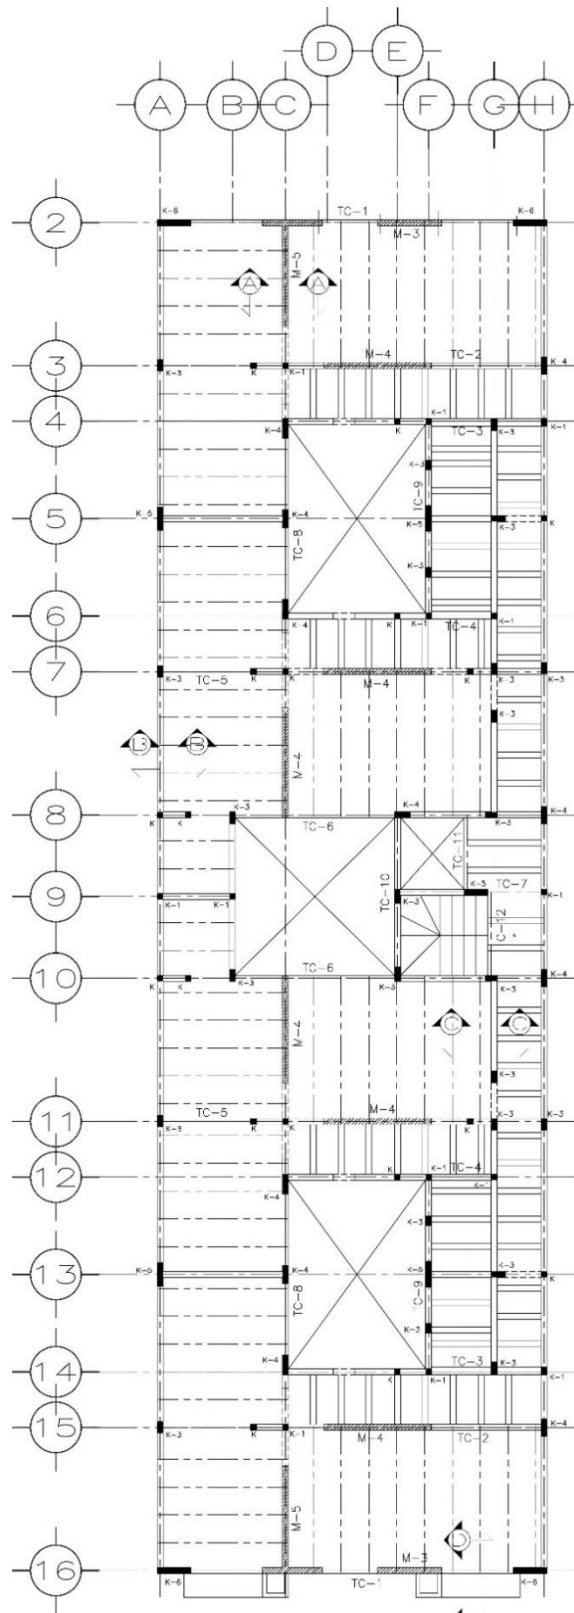 D E
A B C F G H
K-6 TC-1 K-6
2
M-3
M-5
A A
M-4 TC-2 K-4
3
K-3 K K-1
K-1
4
K-4 K TC-3 K-3 K-1
K-3
TC-9
K-5 K-4
5
TC-8 K-5 K-3 K
K-3
6
K-4 K K-1 TC-4 K-1
7
K-3 TC-5 K K M-4 K K-3 K-3
K-3
B B
M-4
K-3 K-4 K-4
8
K K TC-6 K-3
TC-11
TC-10
K-5 TC-7
9
K-1 K-1 K-3 K-1
C-12
10
K K K-3 TC-6 K-3 K-4
M-4
C C
K-3
TC-5 M-4
11
K-3 K K K K-3 K-3
12
K K-1 TC-4
K-4 K-1
K-3
K-5 K-4 K-5 K-3
13
TC-8 TC-9 K
K-3
K-4 TC-3 K-3
14
K K-1 K-1
K-4
15
K-3 K K-1 M-4 TC-2
M-5
D
M-3
16
K-6 TC-1 K-6